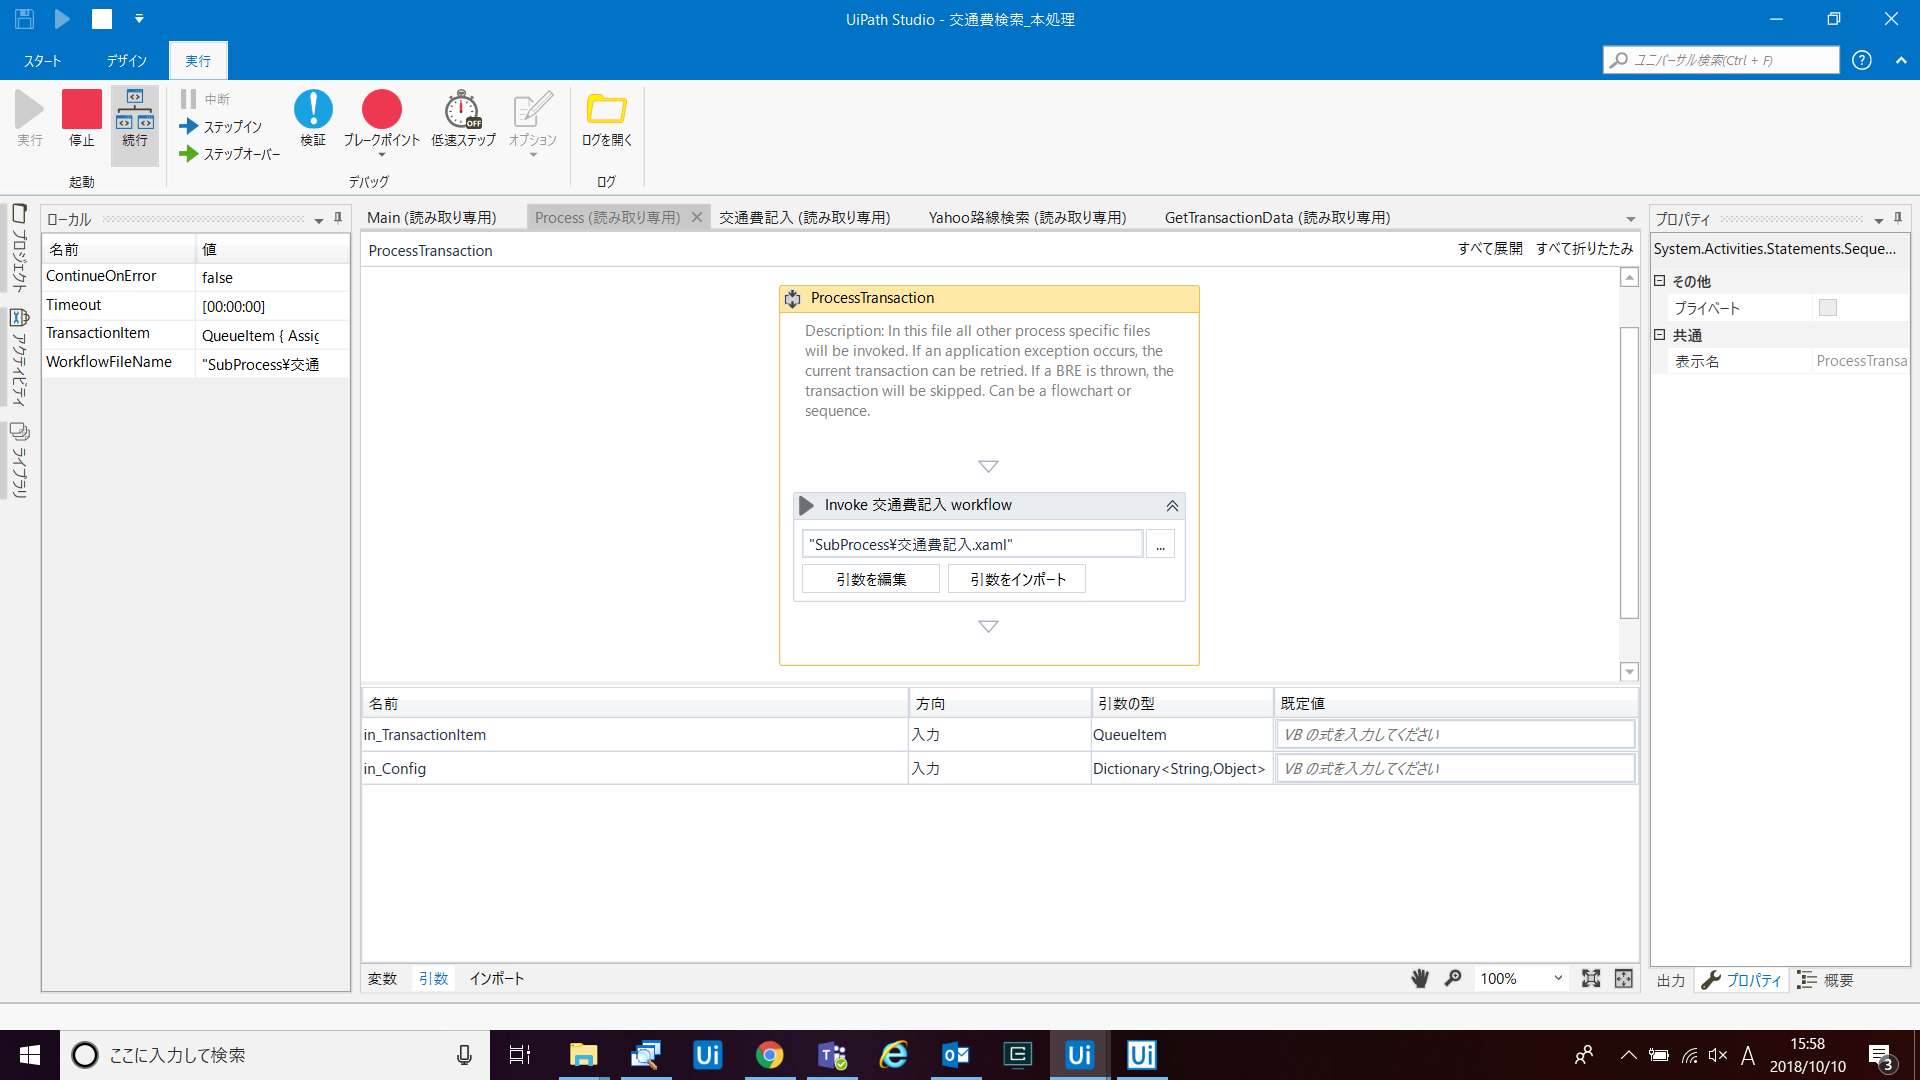 UiPath Studio - 交通費検索_本処理
スタート
デザイン
実行
ユニバーサル検索(Ctrl + F)
実行
停止
続行
中断
ステップイン
ステップオーバー
検証
ブレークポイント
低速ステップ
OFF
オプション
ログを開く
起動
デバッグ
ログ
プロジェクト
アクティビティ
ライブラリ
ローカル
名前 値
ContinueOnError false
Timeout [00:00:00]
TransactionItem QueueItem { Assig
WorkflowFileName "SubProcess¥交通
Main (読み取り専用)
Process (読み取り専用)
交通費記入 (読み取り専用)
Yahoo路線検索 (読み取り専用)
GetTransactionData (読み取り専用)
ProcessTransaction
すべて展開 すべて折りたたみ
ProcessTransaction
Description: In this file all other process specific files
will be invoked. If an application exception occurs, the
current transaction can be retried. If a BRE is thrown, the
transaction will be skipped. Can be a flowchart or
sequence.
Invoke 交通費記入 workflow
"SubProcess¥交通費記入.xaml"
...
引数を編集
引数をインポート
名前 方向 引数の型 既定値
in_TransactionItem 入力 QueueItem VB の式を入力してください
in_Config 入力 Dictionary<String,Object> VB の式を入力してください
変数 引数 インポート
100%
プロパティ
System.Activities.Statements.Seque...
その他
プライベート
共通
表示名 ProcessTransa
出力 プロパティ 概要
ここに入力して検索
Ui
Ui
Ui
A
15:58
2018/10/10
3